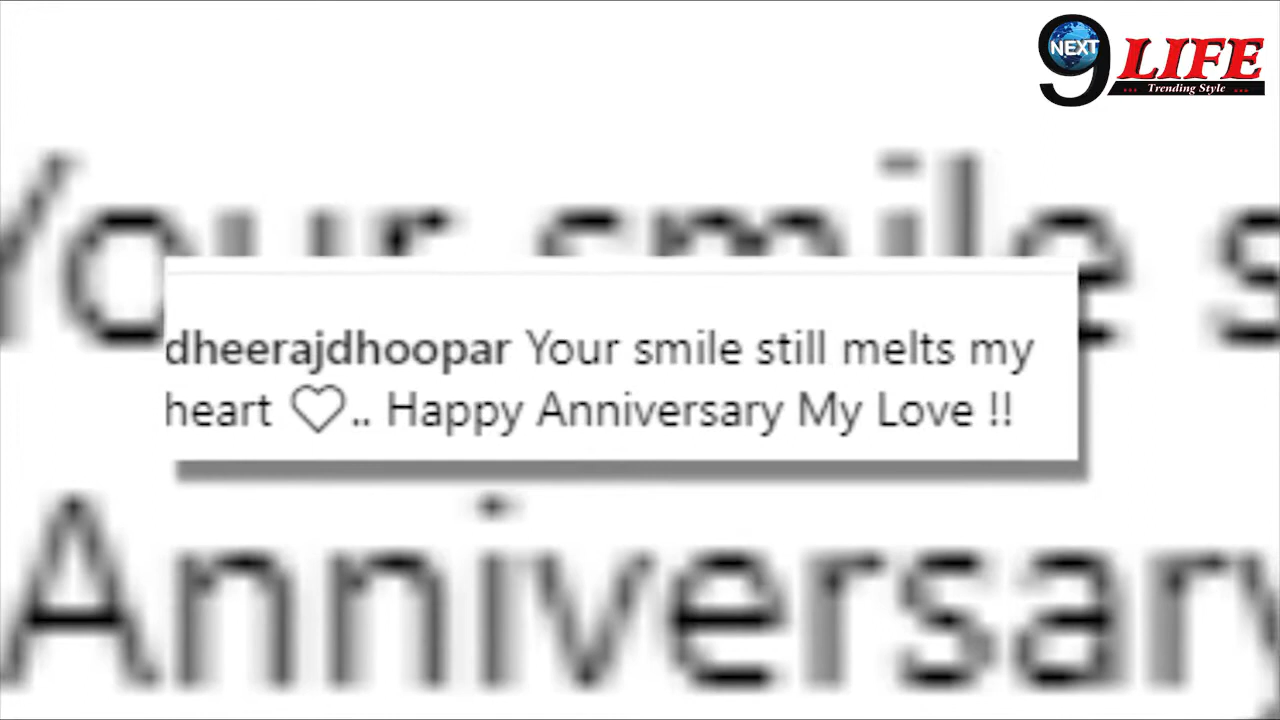 NEXT
9 LIFE
... Trending Style ...
Your smile s
dheerajdhoopar Your smile still melts my
heart ♡.. Happy Anniversary My Love !!
Anniversary